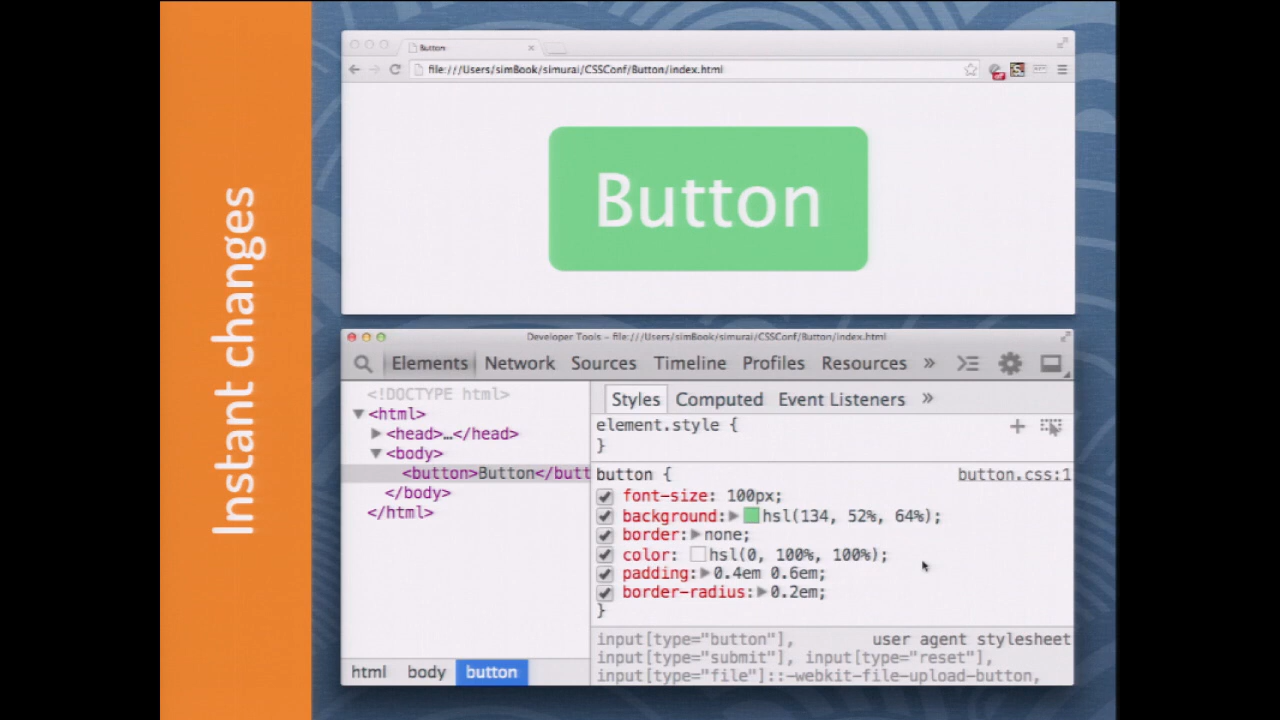 Instant changes
Button
file:///Users/simBook/simurai/CSSConf/Button/index.html
Button
Developer Tools - file:///Users/simBook/simurai/CSSConf/Button/index.html
Elements Network Sources Timeline Profiles Resources »
<!DOCTYPE html>
<html>
<head>…</head>
<body>
<button>Button</butt
</body>
</html>
html body button
Styles Computed Event Listeners »
element.style {
}
button { button.css:1
font-size: 100px;
background: hsl(134, 52%, 64%);
border: none;
color: hsl(0, 100%, 100%);
padding: 0.4em 0.6em;
border-radius: 0.2em;
}
input[type="button"], user agent stylesheet
input[type="submit"], input[type="reset"],
input[type="file"]::-webkit-file-upload-button,